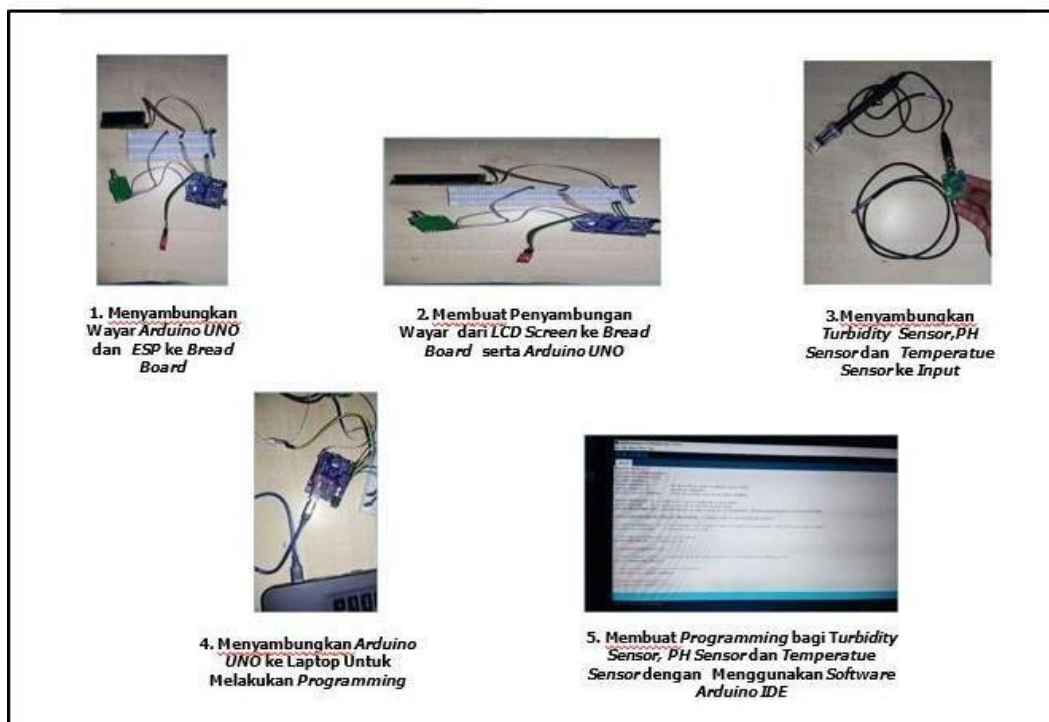 1. Menyambungkan
Wayar Arduino UNO
dan ESP ke Bread
Board
2. Membuat Penyambungan
Wayar dari LCD Screen ke Bread
Board serta Arduino UNO
3.Menyambungkan
Turbidity Sensor,PH
Sensor dan Temperatue
Sensor ke Input
4. Menyambungkan Arduino
UNO ke Laptop Untuk
Melakukan Programming
5. Membuat Programming bagi Turbidity
Sensor, PH Sensor dan Temperatue
Sensor dengan Menggunakan Software
Arduino IDE